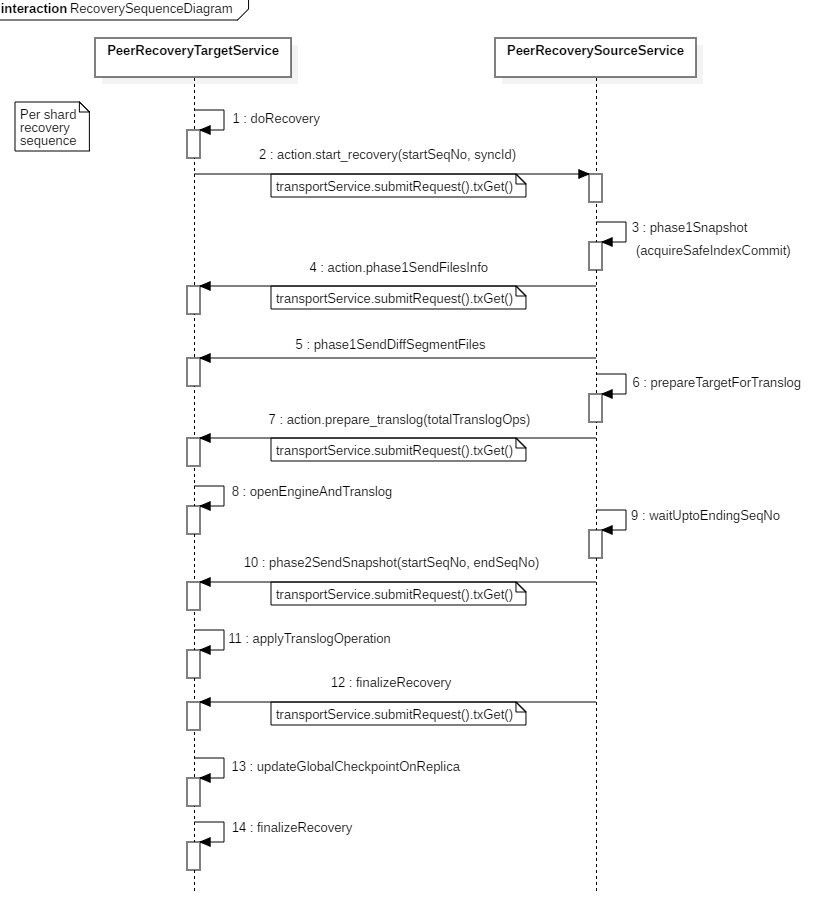 interaction RecoverySequenceDiagram
PeerRecoveryTargetService
PeerRecoverySourceService
Per shard
recovery
sequence
1 : doRecovery
2 : action.start_recovery(startSeqNo, syncId)
transportService.submitRequest().txGet()
3 : phase1Snapshot
(acquireSafeIndexCommit)
4 : action.phase1SendFilesInfo
transportService.submitRequest().txGet()
5 : phase1SendDiffSegmentFiles
6 : prepareTargetForTranslog
7 : action.prepare_translog(totalTranslogOps)
transportService.submitRequest().txGet()
8 : openEngineAndTranslog
9 : waitUptoEndingSeqNo
10 : phase2SendSnapshot(startSeqNo, endSeqNo)
transportService.submitRequest().txGet()
11 : applyTranslogOperation
12 : finalizeRecovery
transportService.submitRequest().txGet()
13 : updateGlobalCheckpointOnReplica
14 : finalizeRecovery